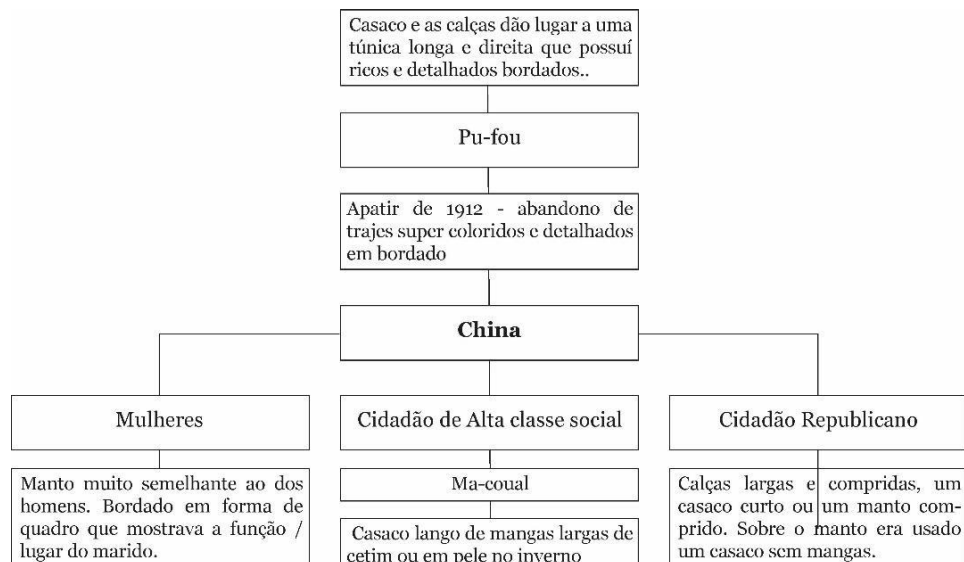 Casaco e as calças dão lugar a uma
túnica longa e direita que possuí
ricos e detalhados bordados..
Pu-fou
Apatir de 1912 - abandono de
trajes super coloridos e detalhados
em bordado
China
Mulheres
Manto muito semelhante ao dos
homens. Bordado em forma de
quadro que mostrava a função /
lugar do marido.
Cidadão de Alta classe social
Ma-coual
Casaco lango de mangas largas de
cetim ou em pele no inverno
Cidadão Republicano
Calças largas e compridas, um
casaco curto ou um manto com-
prido. Sobre o manto era usado
um casaco sem mangas.